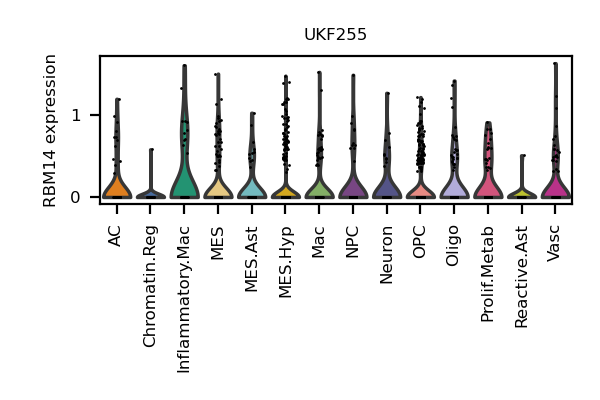 UKF255
RBM14 expression
1
0
AC
Chromatin.Reg
Inflammatory.Mac
MES
MES.Ast
MES.Hyp
Mac
NPC
Neuron
OPC
Oligo
Prolif.Metab
Reactive.Ast
Vasc